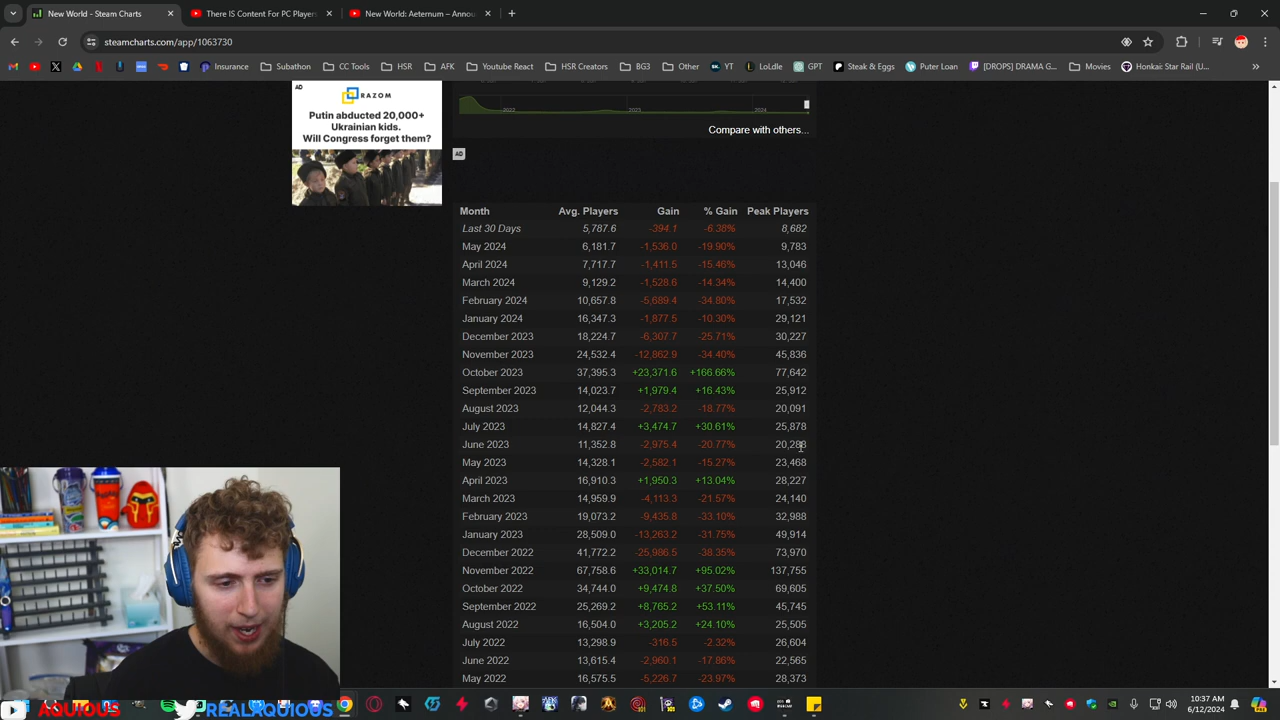 New World - Steam Charts
There IS Content For PC Players
New World: Aeternum – Annou
steamcharts.com/app/1063730
Insurance
Subathon
CC Tools
HSR
AFK
Youtube React
HSR Creators
BG3
Other
YT
Loldle
GPT
Steak & Eggs
Puter Loiter
[DROPS] DRAMA G...
Movies
Honkai: Star Rail (U...
AD
RAZOM
Putin abducted 20,000+
Ukrainian kids.
Will Congress forget them?
2022 2023 2024
Compare with others...
AD
Month Avg. Players Gain % Gain Peak Players
Last 30 Days 5,787.6 -394.1 -6.38% 8,682
May 2024 6,181.7 -1,536.0 -19.90% 9,783
April 2024 7,717.7 -1,411.5 -15.46% 13,046
March 2024 9,129.2 -1,528.6 -14.34% 14,400
February 2024 10,657.8 -5,689.4 -34.80% 17,532
January 2024 16,347.3 -1,877.5 -10.30% 29,121
December 2023 18,224.7 -6,307.7 -25.71% 30,227
November 2023 24,532.4 -12,862.9 -34.40% 45,836
October 2023 37,395.3 +23,371.6 +166.66% 77,642
September 2023 14,023.7 +1,979.4 +16.43% 25,912
August 2023 12,044.3 -2,783.2 -18.77% 20,091
July 2023 14,827.4 +3,474.7 +30.61% 25,878
June 2023 11,352.8 -2,975.4 -20.77% 20,288
May 2023 14,328.1 -2,582.1 -15.27% 23,468
April 2023 16,910.3 +1,950.3 +13.04% 28,227
March 2023 14,959.9 -4,113.3 -21.57% 24,140
February 2023 19,073.2 -9,435.8 -33.10% 32,988
January 2023 28,509.0 -13,263.2 -31.75% 49,914
December 2022 41,772.2 -25,986.5 -38.35% 73,970
November 2022 67,758.6 +33,014.7 +95.02% 137,755
October 2022 34,744.0 +9,474.8 +37.50% 69,605
September 2022 25,269.2 +8,765.2 +53.11% 45,745
August 2022 16,504.0 +3,205.2 +24.10% 25,505
July 2022 13,298.9 -316.5 -2.32% 26,604
June 2022 13,615.4 -2,960.1 -17.86% 22,565
May 2022 16,575.5 -5,226.7 -23.97% 28,373
AQUIOUS
REALAQUIOUS
10:37 AM
6/12/2024